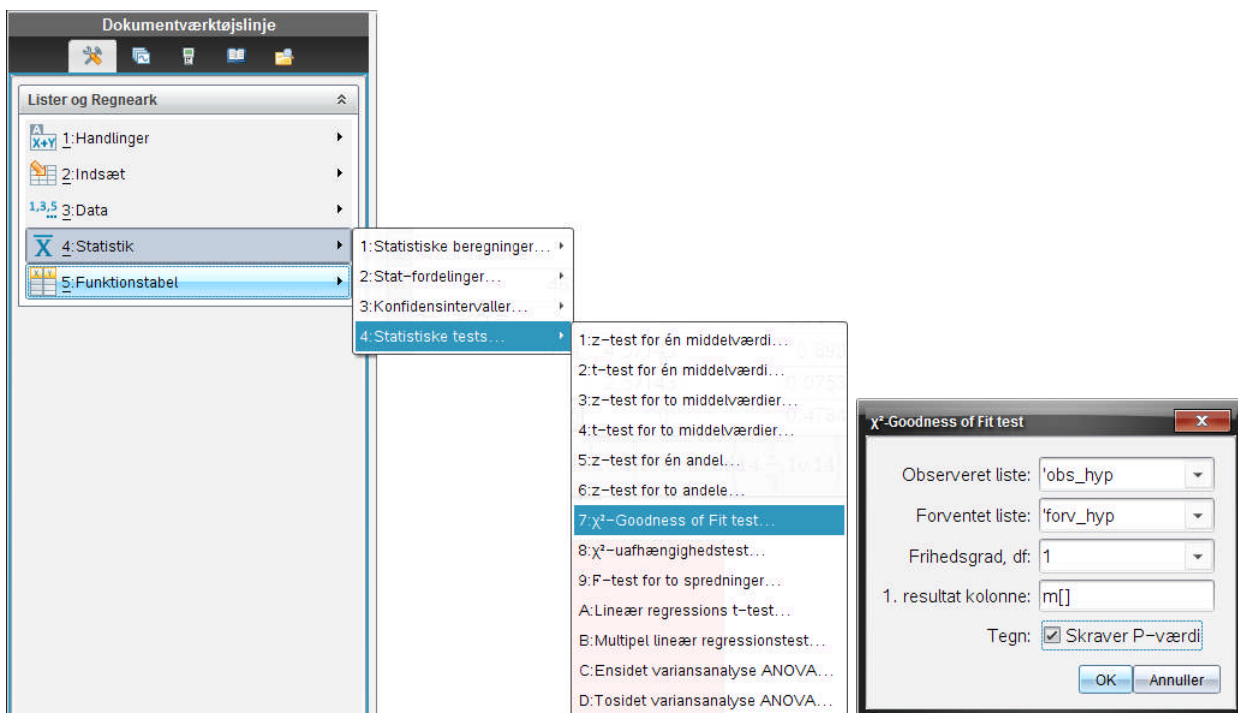 Dokumentværktøjslinje
Lister og Regneark
1:Handlinger
2:Indsæt
1,3,5 3:Data
4:Statistik
5:Funktionstabel
1:Statistiske beregninger...
2:Stat-fordelinger...
3:Konfidensintervaller...
4:Statistiske tests...
1:z-test for én middelværdi...
2:t-test for én middelværdi...
3:z-test for to middelværdier...
4:t-test for to middelværdier...
5:z-test for én andel...
6:z-test for to andele...
7:χ²-Goodness of Fit test...
8:χ²-uafhængighedstest...
9:F-test for to spredninger...
A:Lineær regressions t-test...
B:Multipel lineær regressionstest...
C:Ensidet variansanalyse ANOVA...
D:Tosidet variansanalyse ANOVA...
χ²-Goodness of Fit test
Observeret liste: 'obs_hyp
Forventet liste: 'forv_hyp
Frihedsgrad, df: 1
1. resultat kolonne: m[]
Tegn: Skraver P-værdi
OK Annuller